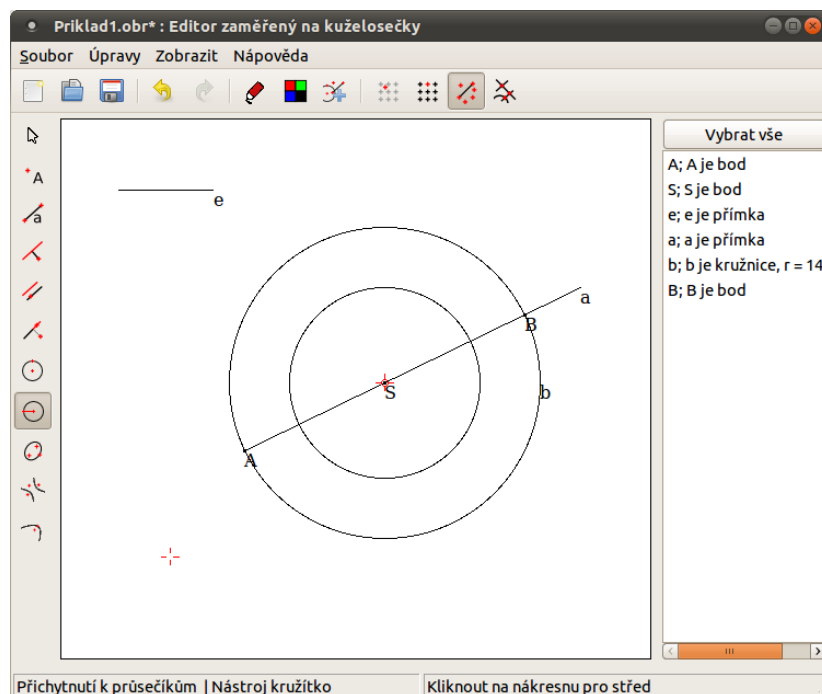 Priklad1.obr* : Editor zaměřený na kuželosečky
Soubor Úpravy Zobrazit Nápověda
A
a
Vybrat vše
A; A je bod
S; S je bod
e; e je přímka
a; a je přímka
b; b je kružnice, r = 14
B; B je bod
e
a
B
S
b
A
Přichytnutí k průsečíkům | Nástroj kružítko
Kliknout na nákresnu pro střed